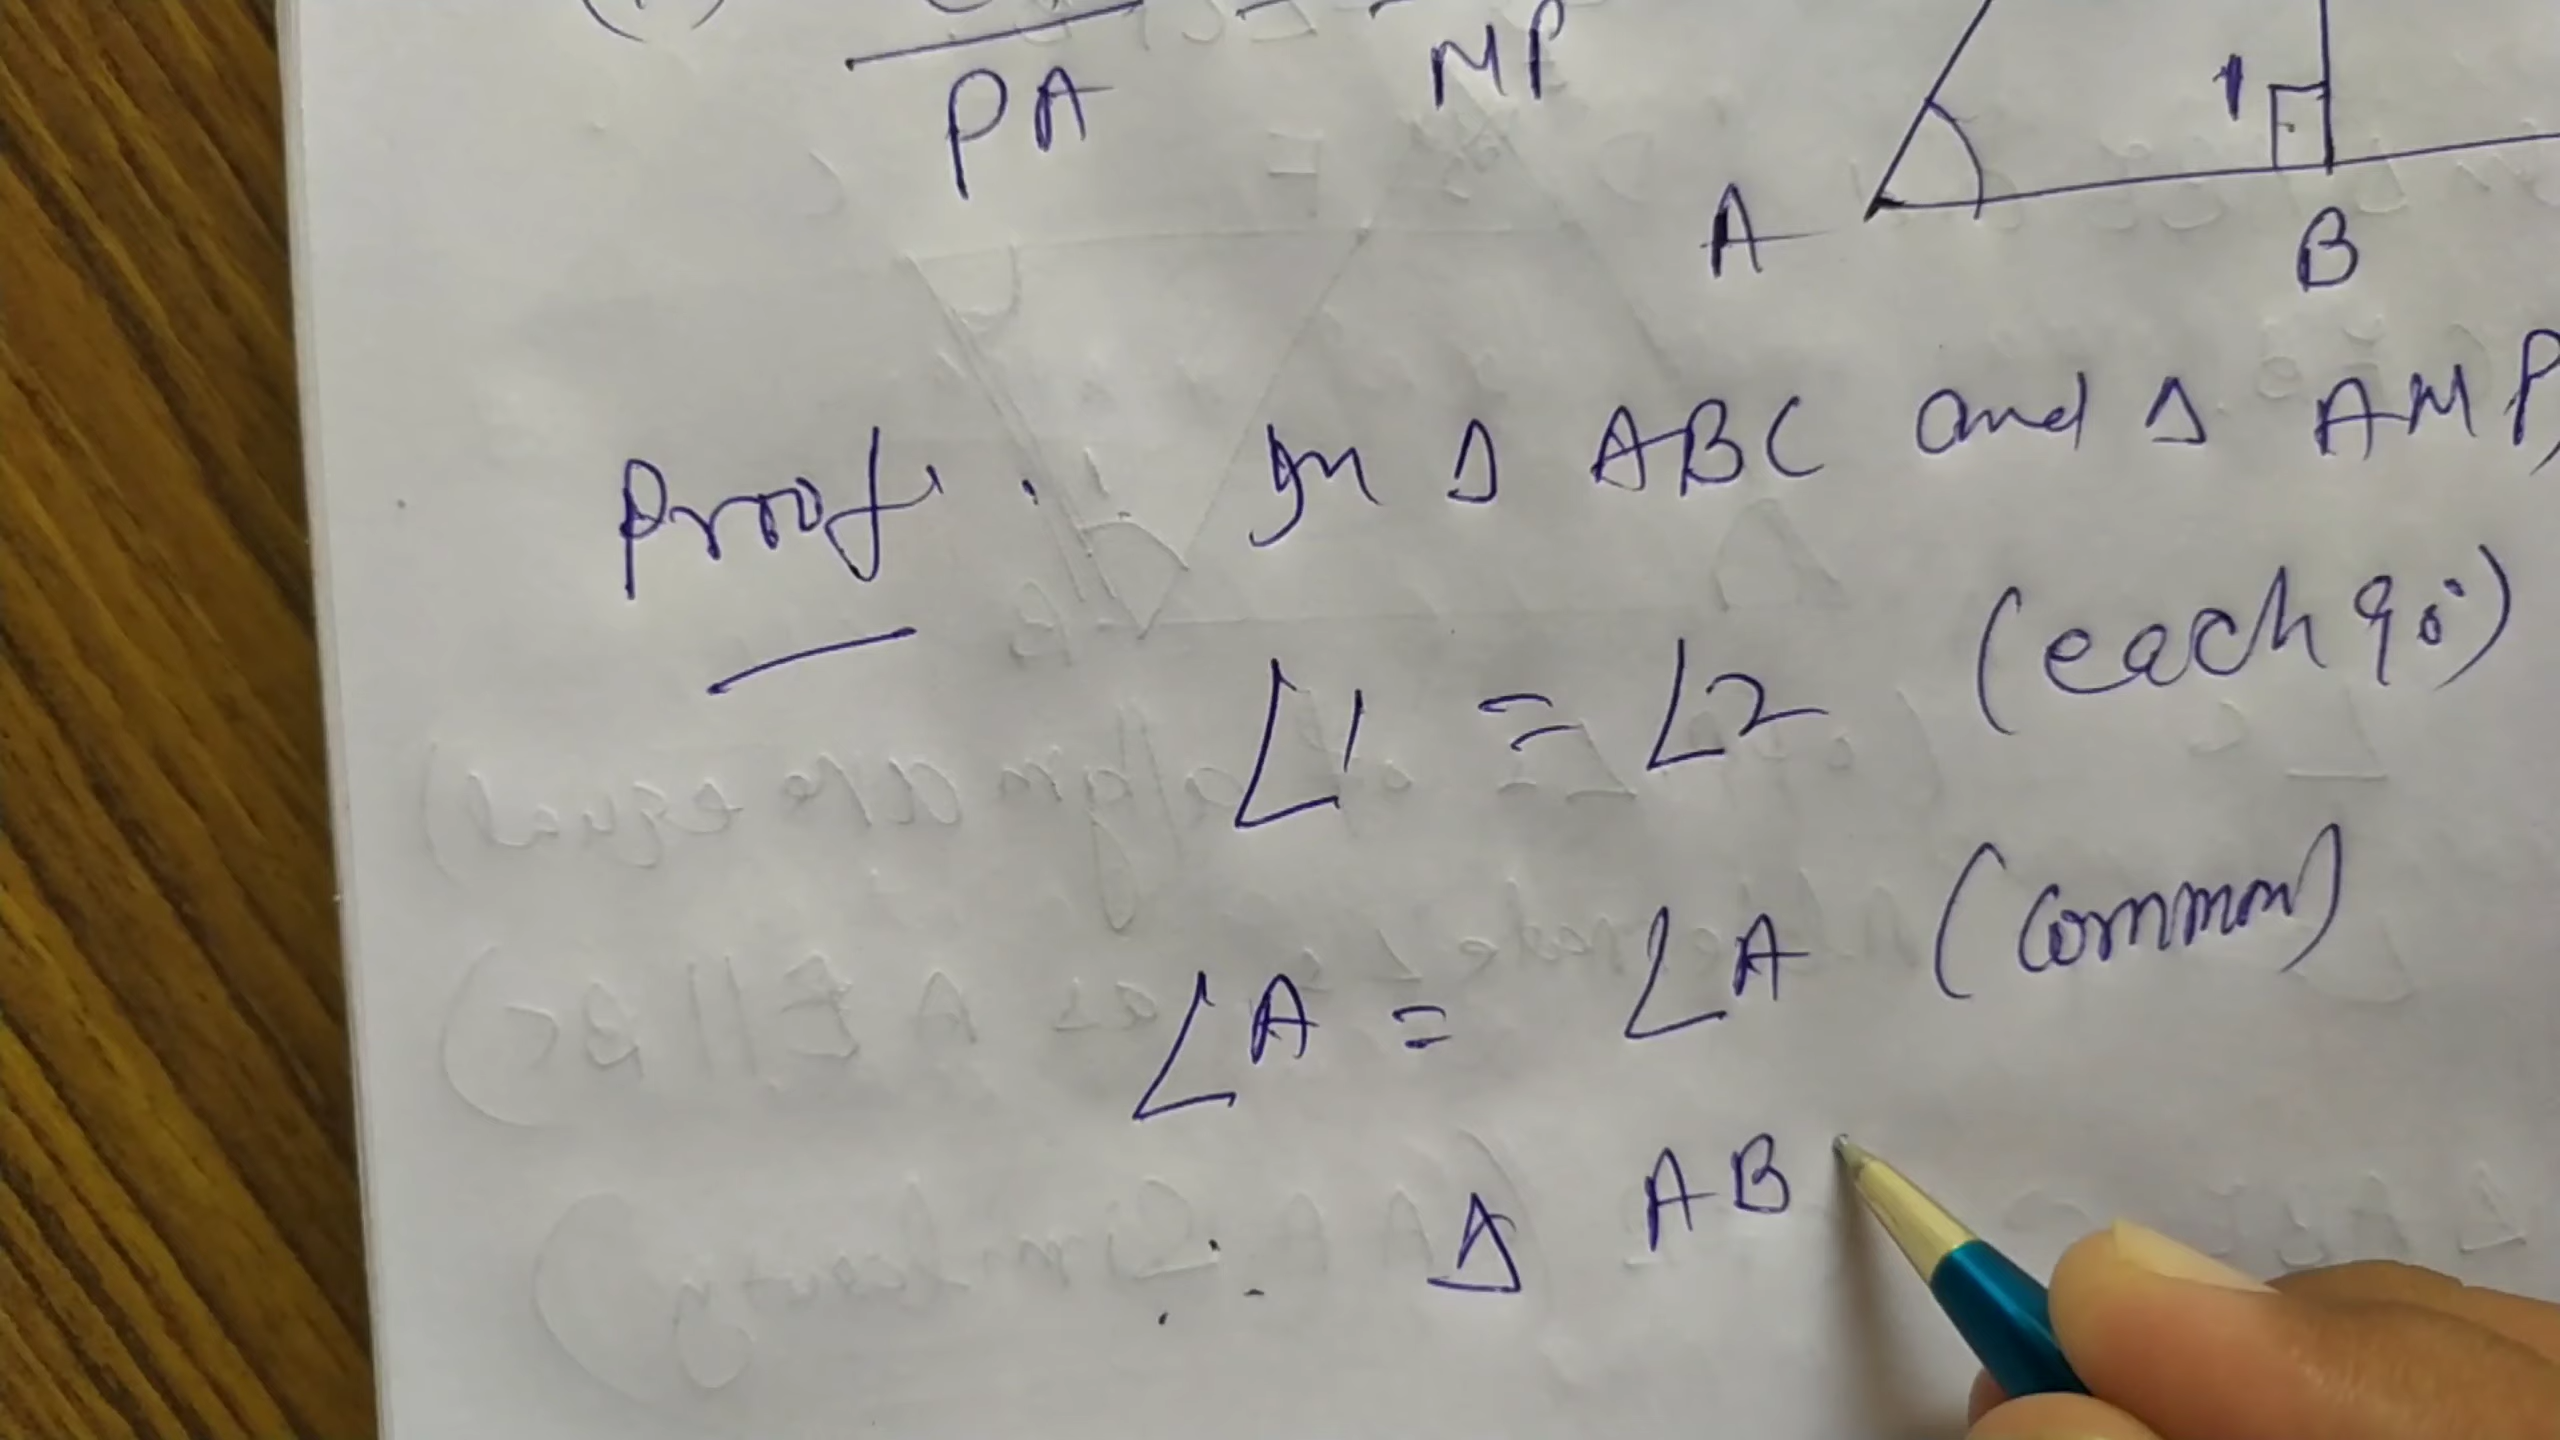 PA = MP
1
A B
Proof: In Δ ABC and Δ AMP,
∠1 = ∠2 (each 90°)
∠A = ∠A (Common)
∴ Δ AB